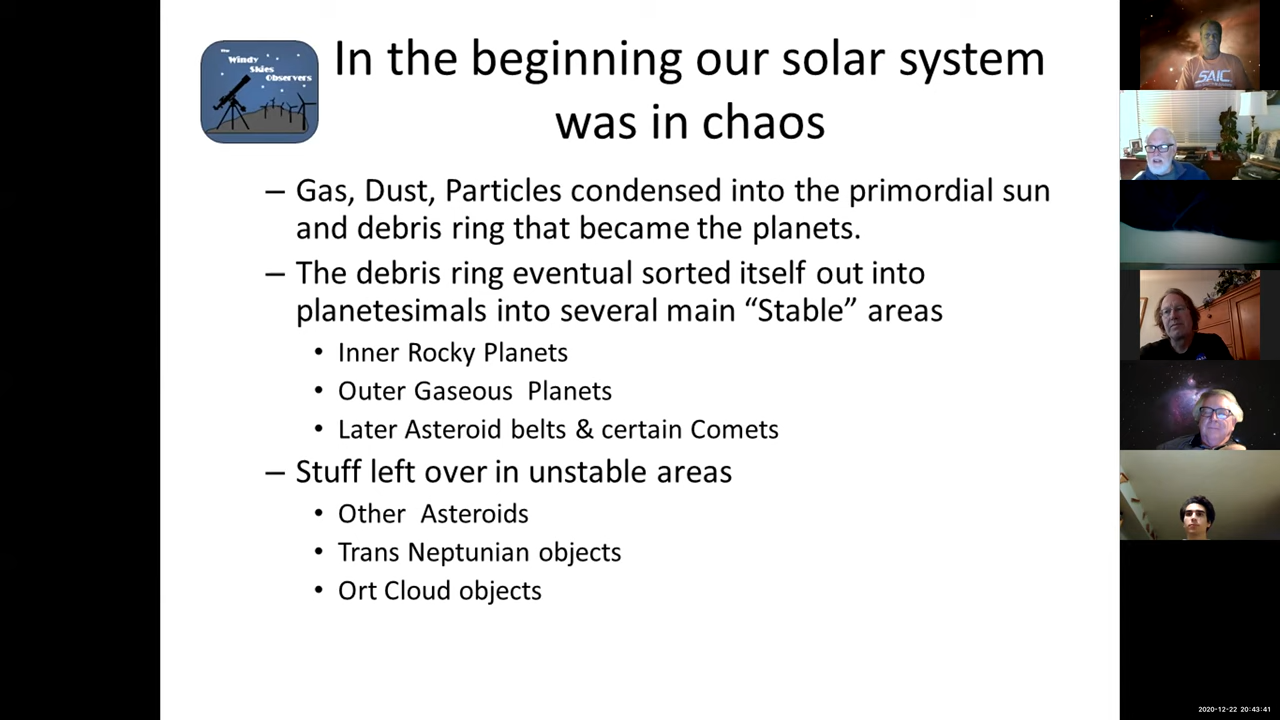 The
Windy
Skies
Observers
In the beginning our solar system
was in chaos
– Gas, Dust, Particles condensed into the primordial sun
and debris ring that became the planets.
– The debris ring eventual sorted itself out into
planetesimals into several main “Stable” areas
• Inner Rocky Planets
• Outer Gaseous  Planets
• Later Asteroid belts & certain Comets
– Stuff left over in unstable areas
• Other  Asteroids
• Trans Neptunian objects
• Ort Cloud objects
SAIC
2020-12-22 20:43:41